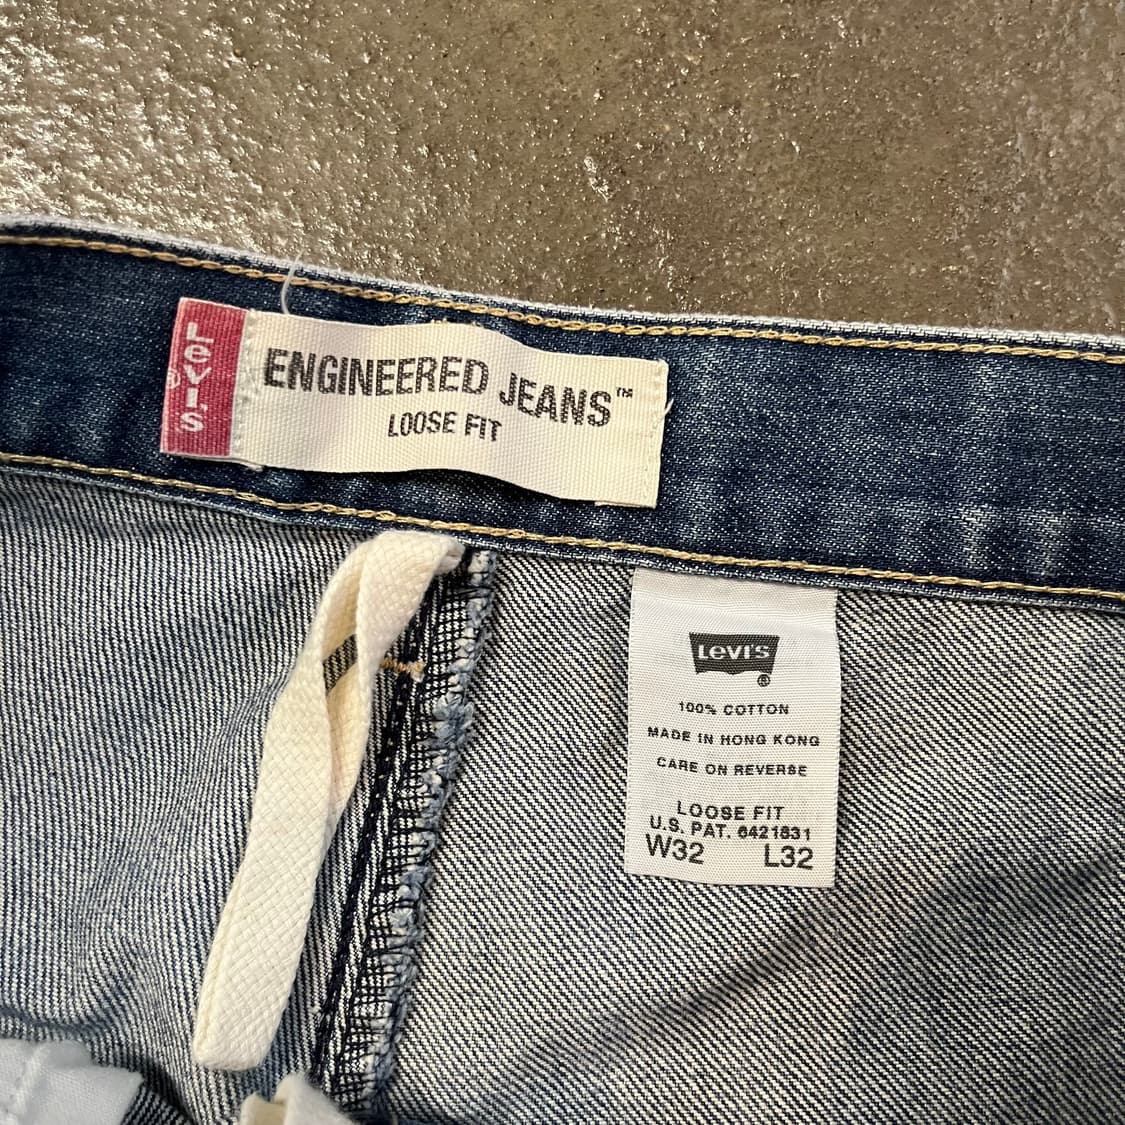 LeVI'S
®
ENGINEERED JEANS™
LOOSE FIT
LeVI'S
®
100% COTTON
MADE IN HONG KONG
CARE ON REVERSE
LOOSE FIT
U.S. PAT. 6421831
W32 L32